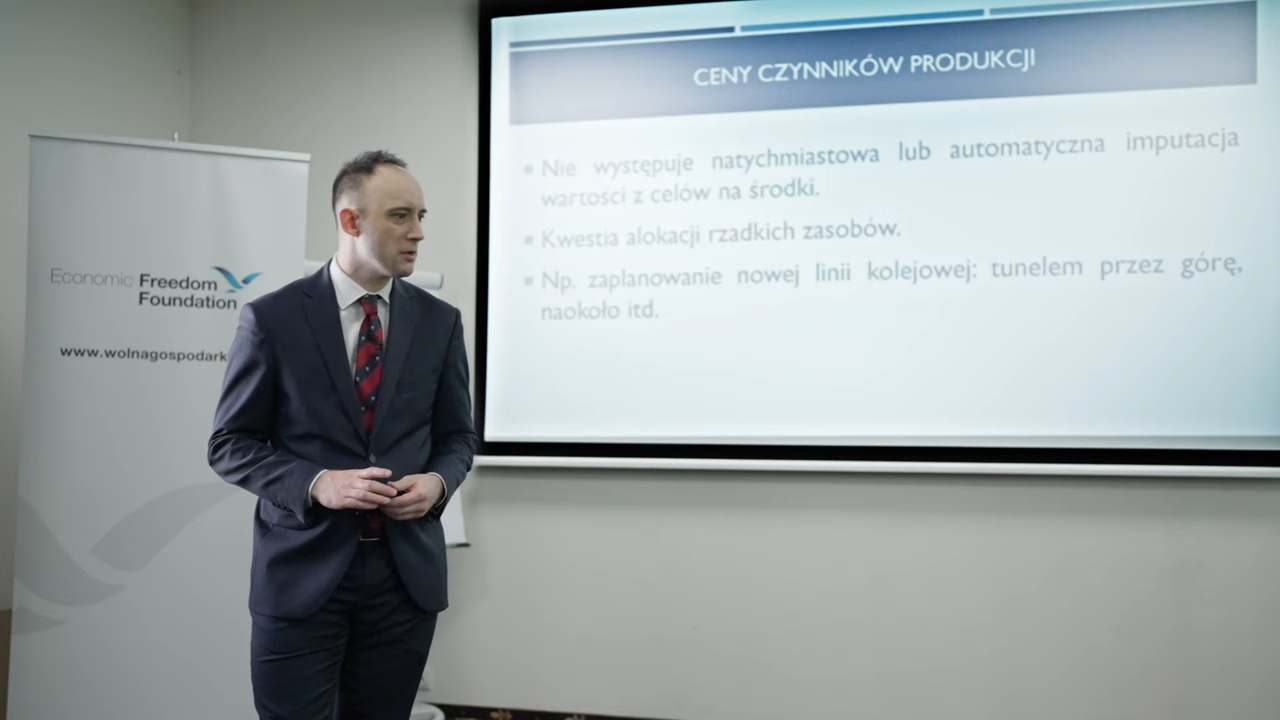 CENY CZYNNIKÓW PRODUKCJI
Nie występuje natychmiastowa lub automatyczna imputacja
wartości z celów na środki.
Kwestia alokacji rzadkich zasobów.
Np. zaplanowanie nowej linii kolejowej: tunelem przez górę,
naokoło itd.
Economic Freedom
Foundation
www.wolnagospodark